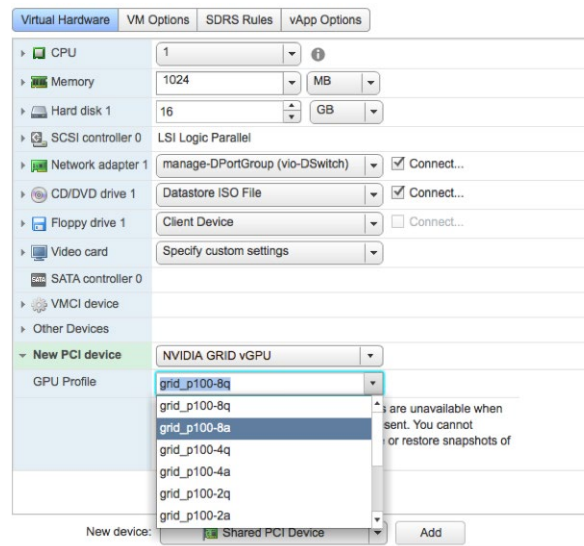 Virtual Hardware VM Options SDRS Rules vApp Options
CPU 1
Memory 1024 MB
Hard disk 1 16 GB
SCSI controller 0 LSI Logic Parallel
Network adapter 1 manage-DPortGroup (vio-DSwitch) Connect...
CD/DVD drive 1 Datastore ISO File Connect...
Floppy drive 1 Client Device Connect...
Video card Specify custom settings
SATA controller 0
VMCI device
Other Devices
New PCI device NVIDIA GRID vGPU
GPU Profile grid_p100-8q
grid_p100-8q
grid_p100-8a
grid_p100-4q
grid_p100-4a
grid_p100-2q
grid_p100-2a
are unavailable when
sent. You cannot
or restore snapshots of
New device: Shared PCI Device Add